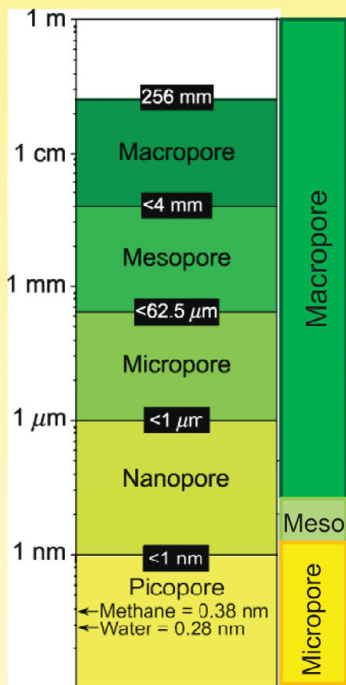 1 m
256 mm
Macropore
1 cm
<4 mm
Mesopore
1 mm
<62.5 μm
Micropore
1 μm
<1 μm
Nanopore
1 nm
<1 nm
Picopore
←Methane = 0.38 nm
←Water = 0.28 nm
Macropore
Meso
Micropore